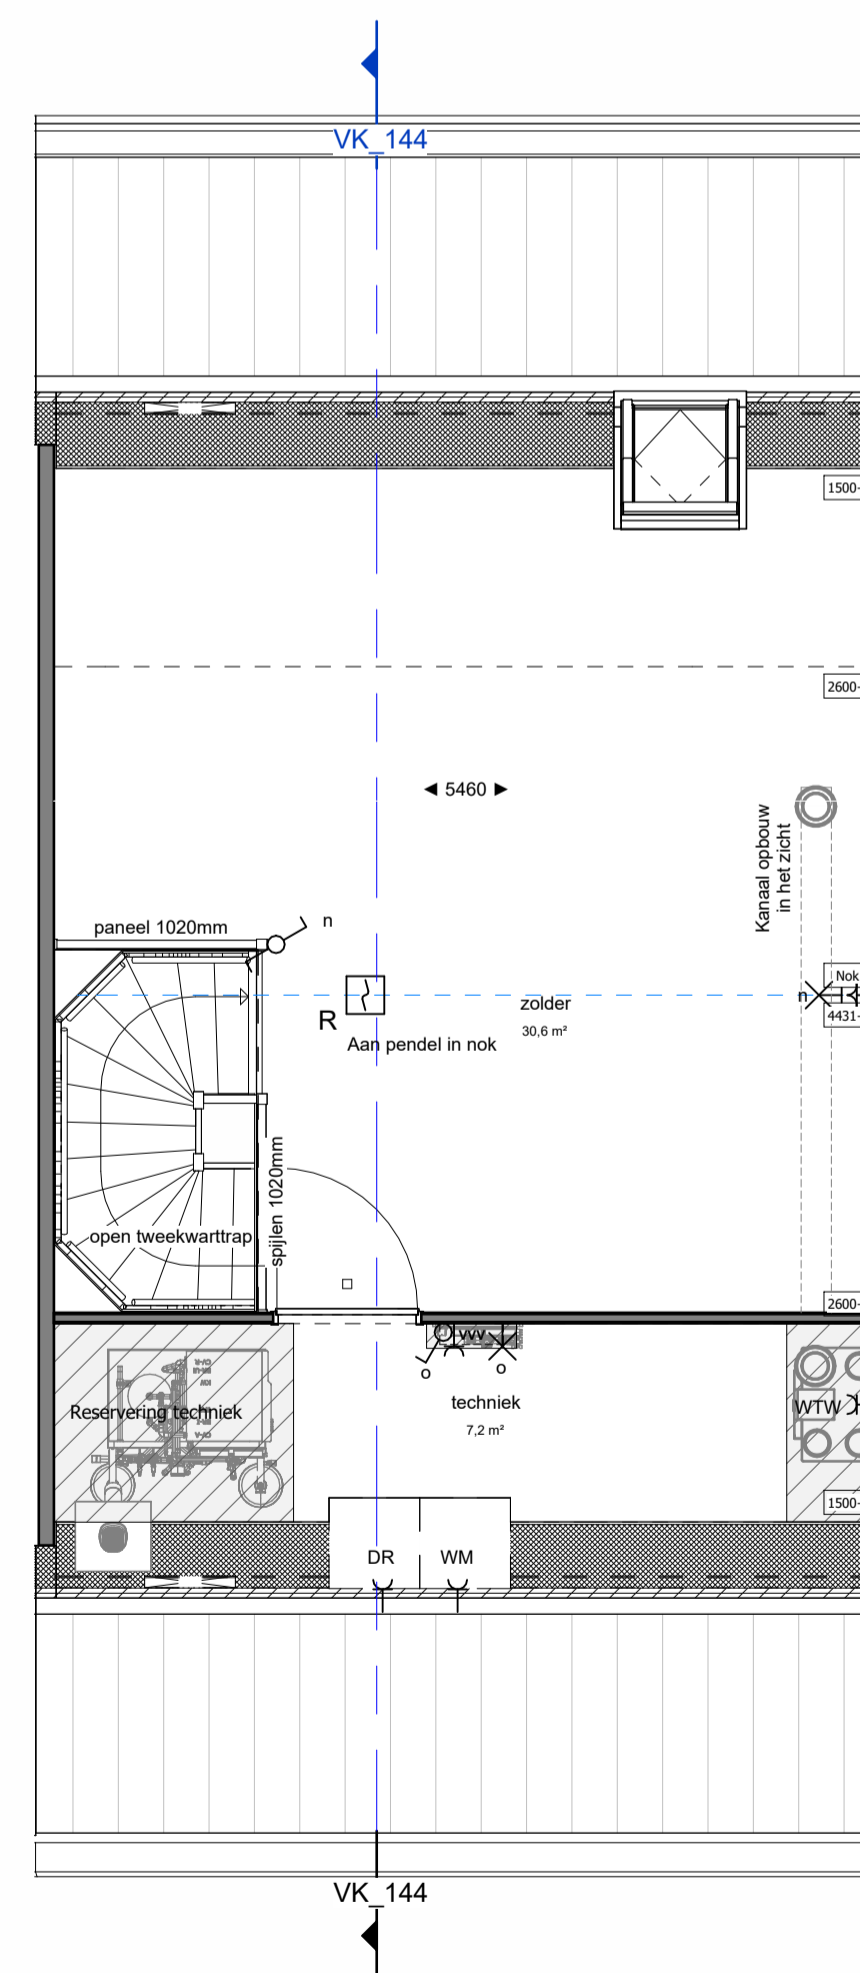 VK_144
1500-
2600-
◄ 5460 ►
Kanaal opbouw
in het zicht
paneel 1020mm
n
Nok
n
zolder
30,6 m²
4431-
R
Aan pendel in nok
spijlen 1020mm
open tweekwarttrap
2600-
o
o
techniek
7,2 m²
Reservering techniek
WTW
1500-
DR
WM
VK_144